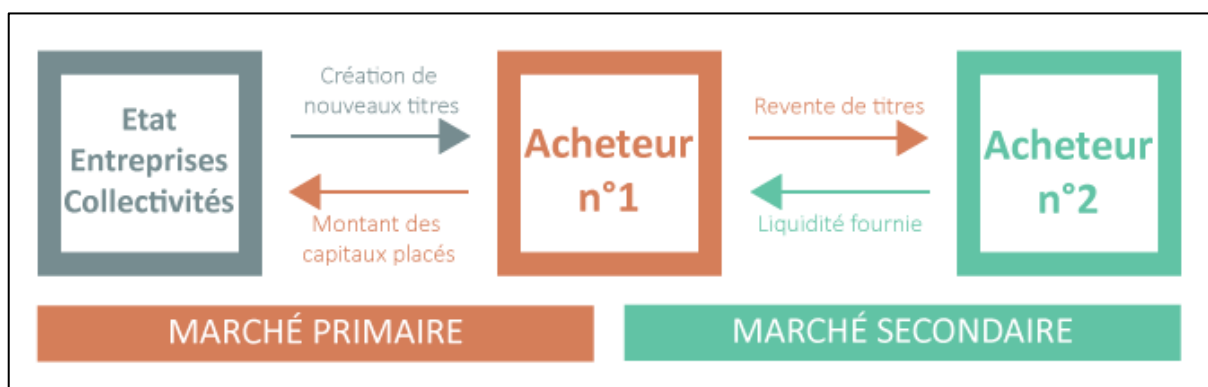 Etat
Entreprises
Collectivités
Création de
nouveaux titres
Montant des
capitaux placés
Acheteur
n°1
Revente de titres
Liquidité fournie
Acheteur
n°2
MARCHÉ PRIMAIRE
MARCHÉ SECONDAIRE